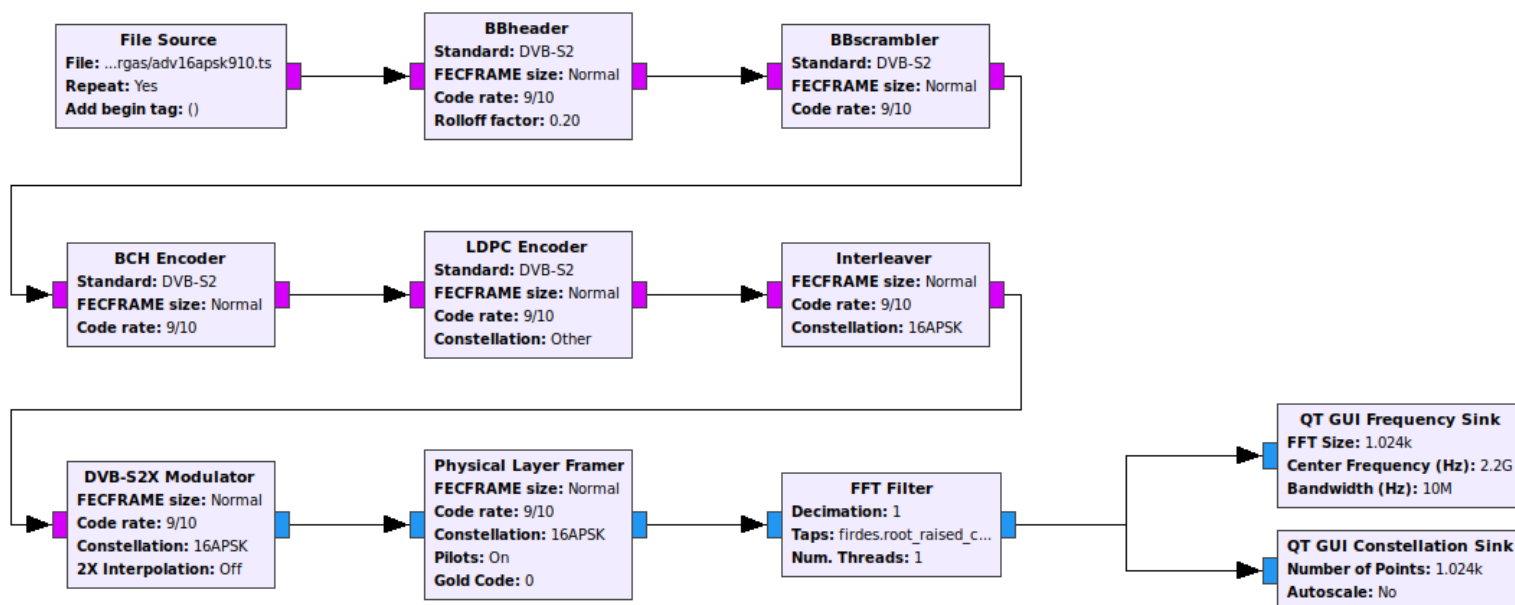 File Source
File: ...rgas/adv16apsk910.ts
Repeat: Yes
Add begin tag: ()
BBheader
Standard: DVB-S2
FECFRAME size: Normal
Code rate: 9/10
Rolloff factor: 0.20
BBscrambler
Standard: DVB-S2
FECFRAME size: Normal
Code rate: 9/10
BCH Encoder
Standard: DVB-S2
FECFRAME size: Normal
Code rate: 9/10
LDPC Encoder
Standard: DVB-S2
FECFRAME size: Normal
Code rate: 9/10
Constellation: Other
Interleaver
FECFRAME size: Normal
Code rate: 9/10
Constellation: 16APSK
DVB-S2X Modulator
FECFRAME size: Normal
Code rate: 9/10
Constellation: 16APSK
2X Interpolation: Off
Physical Layer Framer
FECFRAME size: Normal
Code rate: 9/10
Constellation: 16APSK
Pilots: On
Gold Code: 0
FFT Filter
Decimation: 1
Taps: firdes.root_raised_c...
Num. Threads: 1
QT GUI Frequency Sink
FFT Size: 1.024k
Center Frequency (Hz): 2.2G
Bandwidth (Hz): 10M
QT GUI Constellation Sink
Number of Points: 1.024k
Autoscale: No